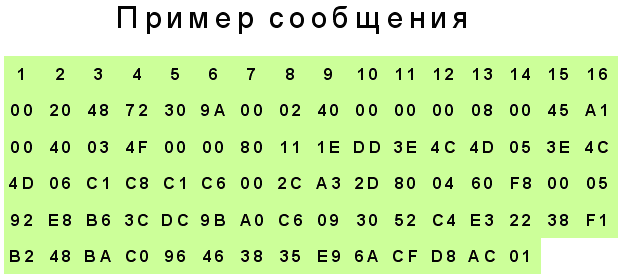 Пример сообщения
1 2 3 4 5 6 7 8 9 10 11 12 13 14 15 16
00 20 48 72 30 9A 00 02 40 00 00 00 08 00 45 A1
00 40 03 4F 00 00 80 11 1E DD 3E 4C 4D 05 3E 4C
4D 06 C1 C8 C1 C6 00 2C A3 2D 80 04 60 F8 00 05
92 E8 B6 3C DC 9B A0 C6 09 30 52 C4 E3 22 38 F1
B2 48 BA C0 96 46 38 35 E9 6A CF D8 AC 01